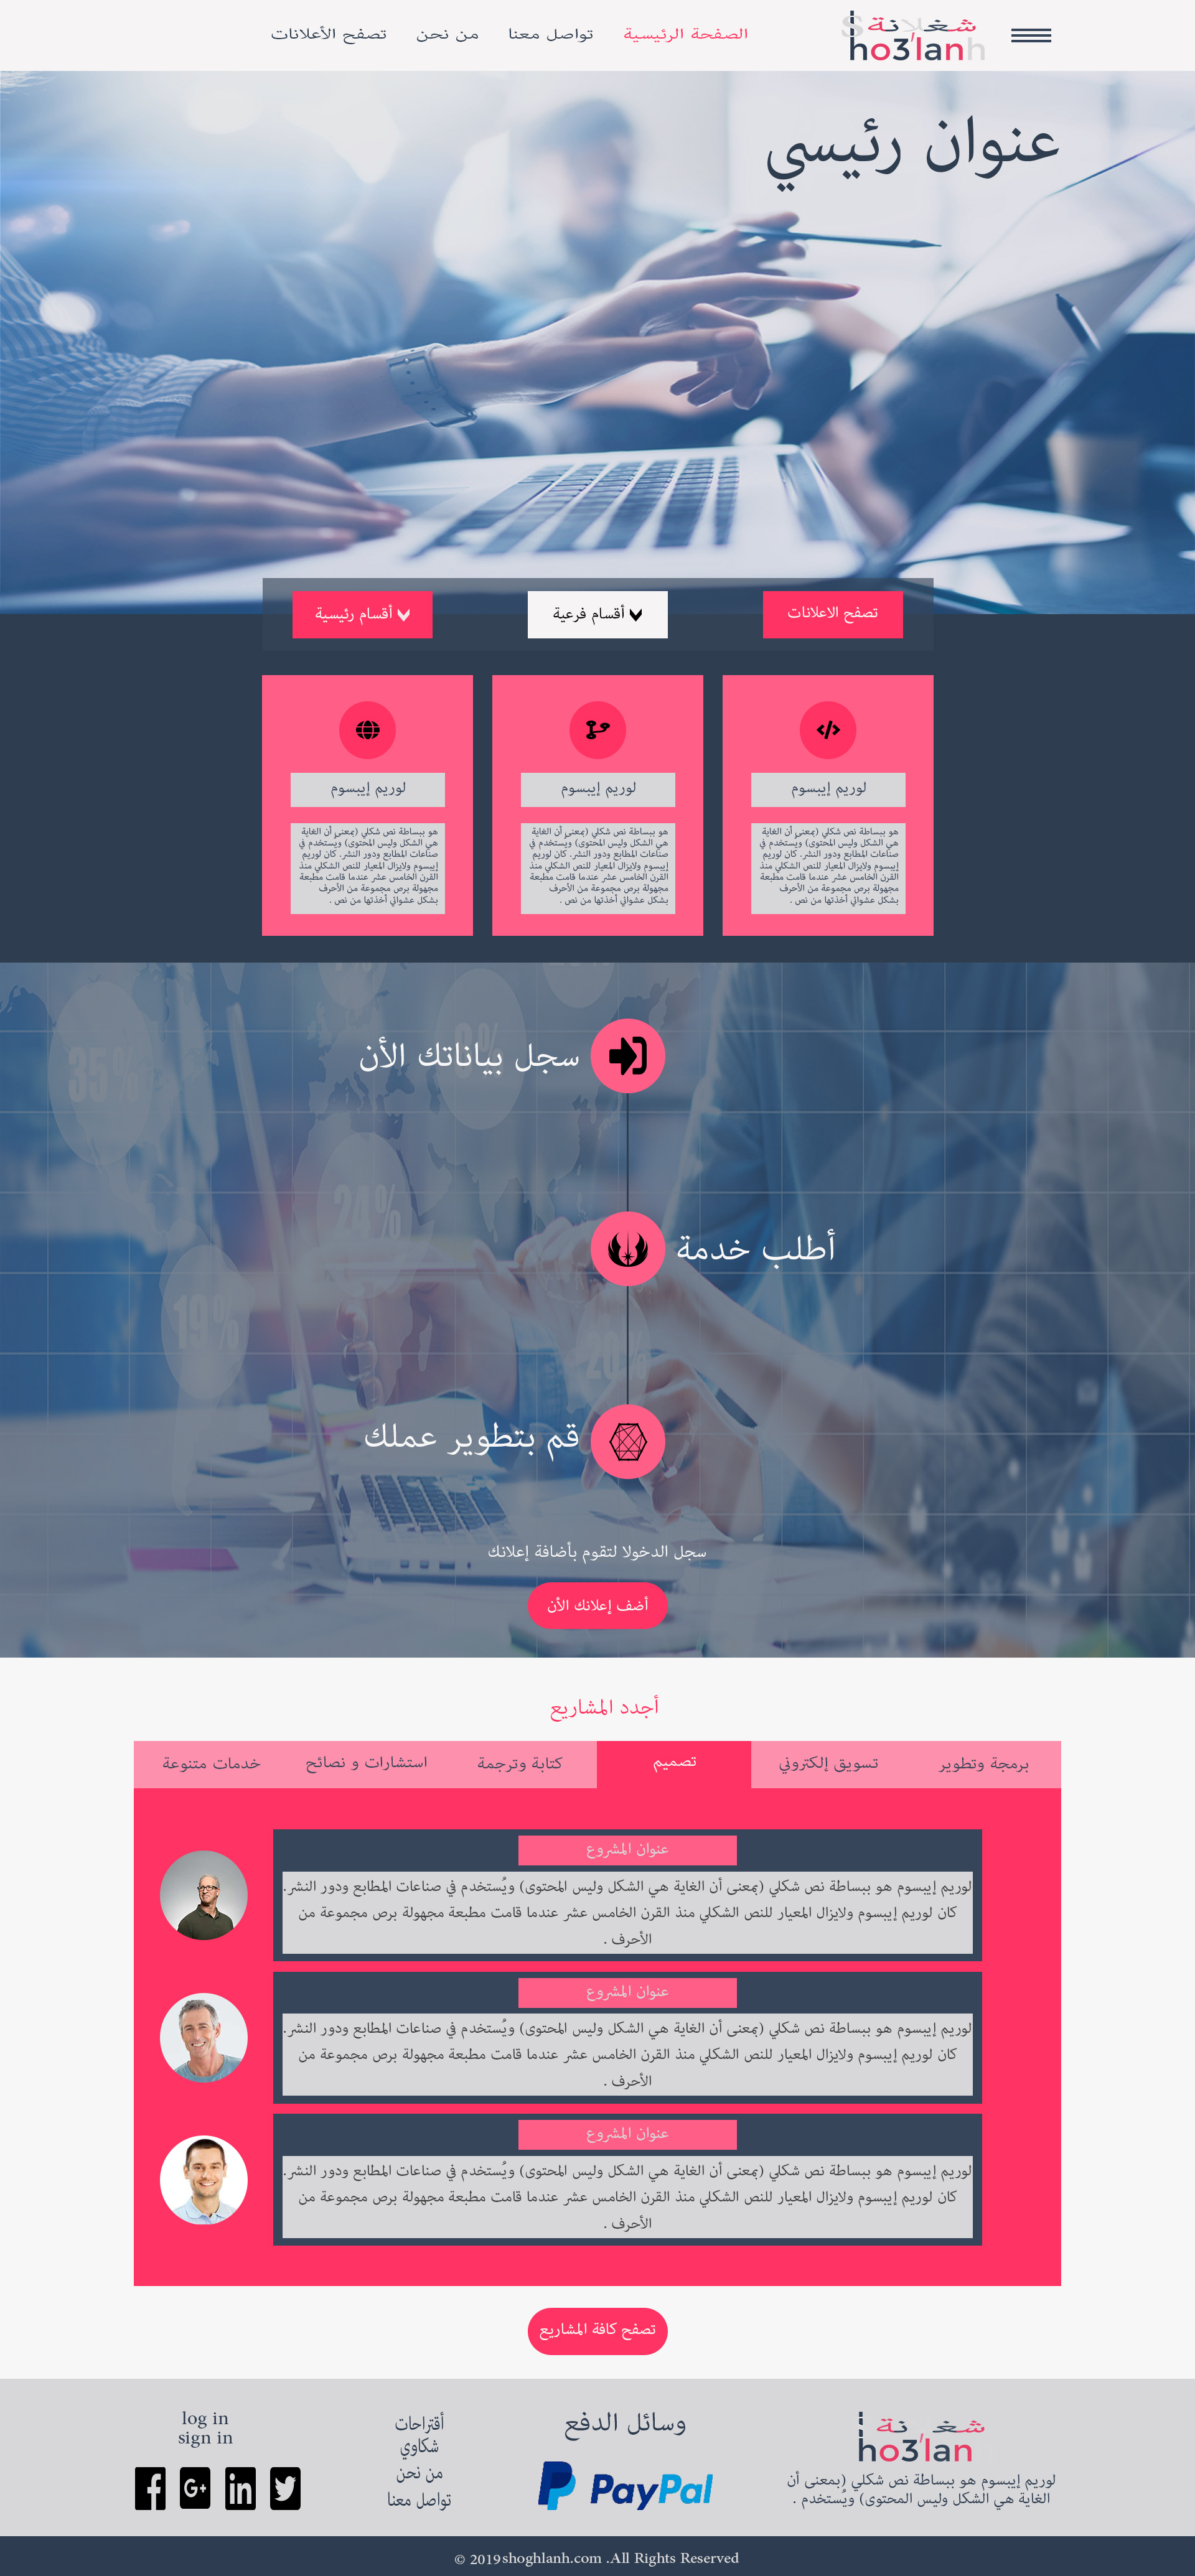 شغلانة
$ho3'lanh
الصفحة الرئيسية
تواصل معنا
من نحن
تصفح الأعلانات
عنوان رئيسي
تصفح الاعلانات
أقسام فرعية
أقسام رئيسية
لوريم إيبسوم
هو ببساطة نص شكلي (بمعنى أن الغاية
هي الشكل وليس المحتوى) ويُستخدم في
صناعات المطابع ودور النشر. كان لوريم
إيبسوم ولايزال المعيار للنص الشكلي منذ
القرن الخامس عشر عندما قامت مطبعة
مجهولة برص مجموعة من الأحرف
بشكل عشوائي أخذتها من نص .
لوريم إيبسوم
هو ببساطة نص شكلي (بمعنى أن الغاية
هي الشكل وليس المحتوى) ويُستخدم في
صناعات المطابع ودور النشر. كان لوريم
إيبسوم ولايزال المعيار للنص الشكلي منذ
القرن الخامس عشر عندما قامت مطبعة
مجهولة برص مجموعة من الأحرف
بشكل عشوائي أخذتها من نص .
لوريم إيبسوم
هو ببساطة نص شكلي (بمعنى أن الغاية
هي الشكل وليس المحتوى) ويُستخدم في
صناعات المطابع ودور النشر. كان لوريم
إيبسوم ولايزال المعيار للنص الشكلي منذ
القرن الخامس عشر عندما قامت مطبعة
مجهولة برص مجموعة من الأحرف
بشكل عشوائي أخذتها من نص .
35%
سجل بياناتك الأن
24%
أطلب خدمة
19%
20%
قم بتطوير عملك
سجل الدخولا لتقوم بأضافة إعلانك
أضف إعلانك الأن
أجدد المشاريع
برمجة وتطوير
تسويق إلكتروني
تصميم
كتابة وترجمة
استشارات و نصائح
خدمات متنوعة
عنوان المشروع
لوريم إيبسوم هو ببساطة نص شكلي (بمعنى أن الغاية هي الشكل وليس المحتوى) ويُستخدم في صناعات المطابع ودور النشر.
كان لوريم إيبسوم ولايزال المعيار للنص الشكلي منذ القرن الخامس عشر عندما قامت مطبعة مجهولة برص مجموعة من
الأحرف .
عنوان المشروع
لوريم إيبسوم هو ببساطة نص شكلي (بمعنى أن الغاية هي الشكل وليس المحتوى) ويُستخدم في صناعات المطابع ودور النشر.
كان لوريم إيبسوم ولايزال المعيار للنص الشكلي منذ القرن الخامس عشر عندما قامت مطبعة مجهولة برص مجموعة من
الأحرف .
عنوان المشروع
لوريم إيبسوم هو ببساطة نص شكلي (بمعنى أن الغاية هي الشكل وليس المحتوى) ويُستخدم في صناعات المطابع ودور النشر.
كان لوريم إيبسوم ولايزال المعيار للنص الشكلي منذ القرن الخامس عشر عندما قامت مطبعة مجهولة برص مجموعة من
الأحرف .
تصفح كافة المشاريع
شغـ نة
ho3'lan
لوريم إيبسوم هو ببساطة نص شكلي (بمعنى أن
الغاية هي الشكل وليس المحتوى) ويُستخدم .
وسائل الدفع
PayPal
أقتراحات
شكاوي
من نحن
تواصل معنا
log in
sign in
© 2019 shoghlanh.com .All Rights Reserved